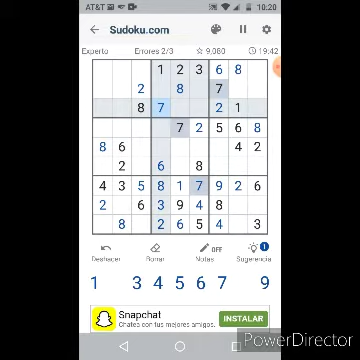 AT&T 10:20
Sudoku.com
Experto Errores 2/3 9,080 19:42
1 2 3 6 8
2 8 7
8 7 2 1
7 2 5 6 8
8 6 4 2
2 6 8
4 3 5 8 1 7 9 2 6
2 6 3 9 4 8
8 2 6 5 4 3
OFF 1
Deshacer Borrar Notas Sugerencia
1 3 4 5 6 7 9
Snapchat
Chatea con tus mejores amigos.
INSTALAR
PowerDirector